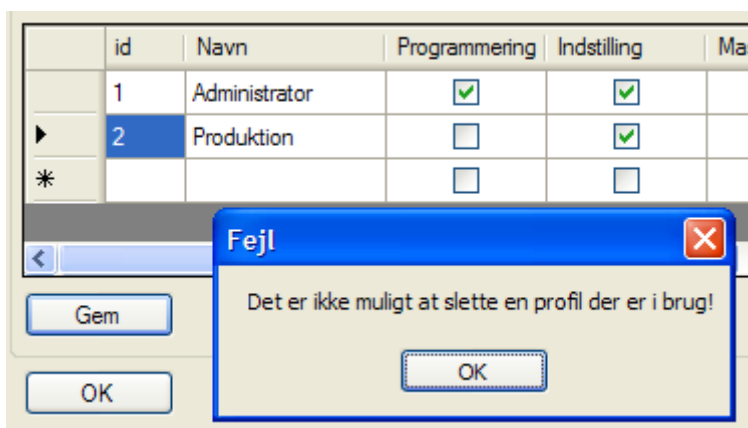 id Navn Programmering Indstilling Ma
1 Administrator
2 Produktion
Fejl
Det er ikke muligt at slette en profil der er i brug!
Gem
OK
OK